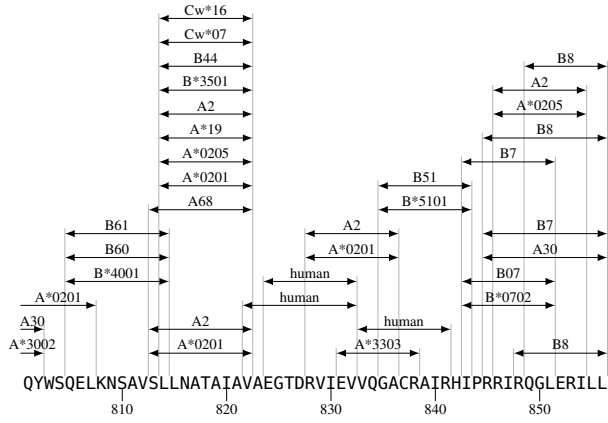 Cw*16
Cw*07
B44 B8
B*3501 A2
A2 A*0205
A*19 B8
A*0205 B7
A*0201 B51
A68 B*5101
B61 A2 B7
B60 A*0201 A30
B*4001 human B07
A*0201 human B*0702
A30 A2 human
A*3002 A*0201 A*3303 B8
QYWSQELKNSAVSLLNATAIAVAEGTDRVIEVVQGACRAIRHIPRRIRQGLERILL
810 820 830 840 850